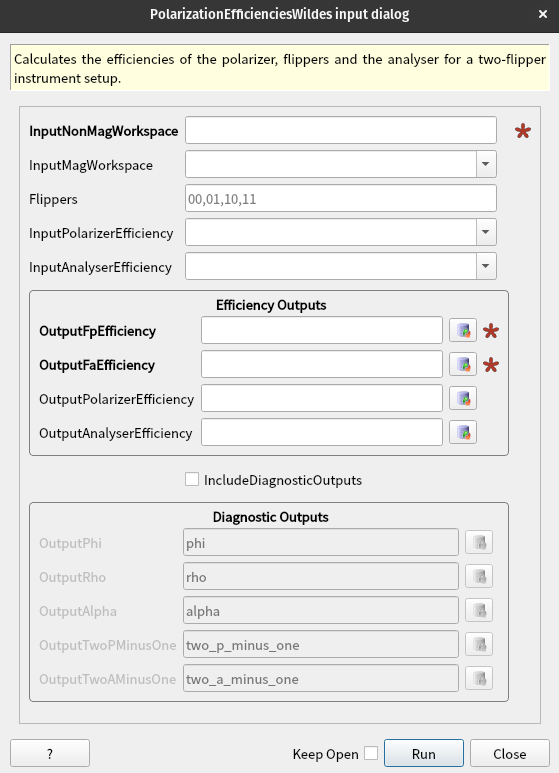 PolarizationEfficienciesWildes input dialog
Calculates the efficiencies of the polarizer, flippers and the analyser for a two-flipper
instrument setup.
InputNonMagWorkspace
InputMagWorkspace
Flippers 00,01,10,11
InputPolarizerEfficiency
InputAnalyserEfficiency
Efficiency Outputs
OutputFpEfficiency
OutputFaEfficiency
OutputPolarizerEfficiency
OutputAnalyserEfficiency
IncludeDiagnosticOutputs
Diagnostic Outputs
OutputPhi phi
OutputRho rho
OutputAlpha alpha
OutputTwoPMinusOne two_p_minus_one
OutputTwoAMinusOne two_a_minus_one
? Keep Open Run Close